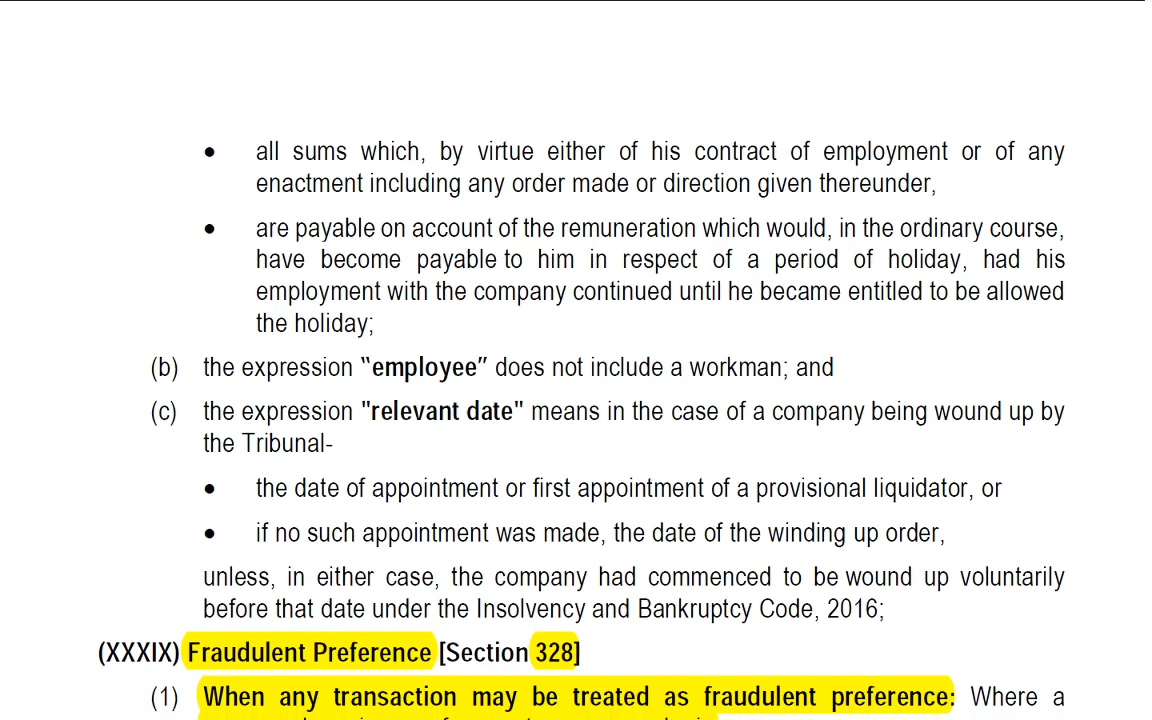 • all sums which, by virtue either of his contract of employment or of any
enactment including any order made or direction given thereunder,
• are payable on account of the remuneration which would, in the ordinary course,
have become payable to him in respect of a period of holiday, had his
employment with the company continued until he became entitled to be allowed
the holiday;
(b) the expression “employee” does not include a workman; and
(c) the expression "relevant date" means in the case of a company being wound up by
the Tribunal-
• the date of appointment or first appointment of a provisional liquidator, or
• if no such appointment was made, the date of the winding up order,
unless, in either case, the company had commenced to be wound up voluntarily
before that date under the Insolvency and Bankruptcy Code, 2016;
(XXXIX) Fraudulent Preference [Section 328]
(1) When any transaction may be treated as fraudulent preference: Where a